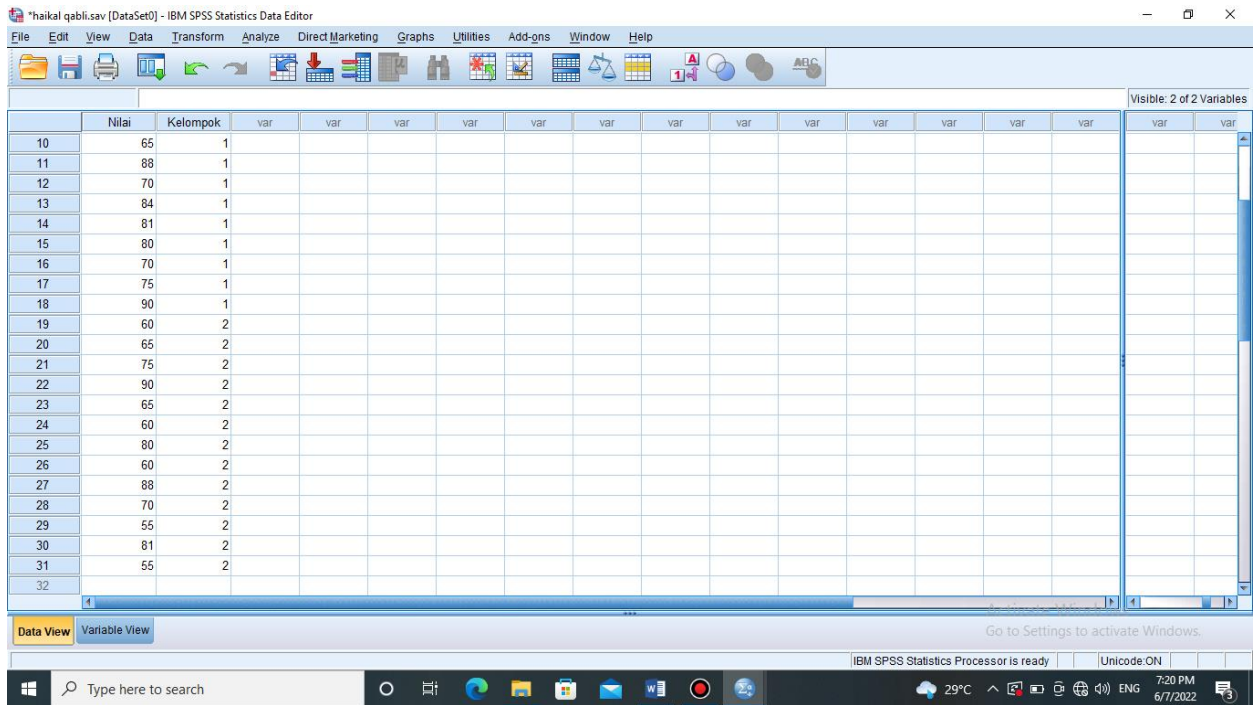 *haikal qabli.sav [DataSet0] - IBM SPSS Statistics Data Editor
File Edit View Data Transform Analyze Direct Marketing Graphs Utilities Add-ons Window Help
Visible: 2 of 2 Variables
Nilai Kelompok var var var var var var var var var var var var var var var
10 65 1
11 88 1
12 70 1
13 84 1
14 81 1
15 80 1
16 70 1
17 75 1
18 90 1
19 60 2
20 65 2
21 75 2
22 90 2
23 65 2
24 60 2
25 80 2
26 60 2
27 88 2
28 70 2
29 55 2
30 81 2
31 55 2
32
Data View Variable View
Go to Settings to activate Windows.
IBM SPSS Statistics Processor is ready Unicode:ON
Type here to search
29°C ENG 7:20 PM
6/7/2022
3